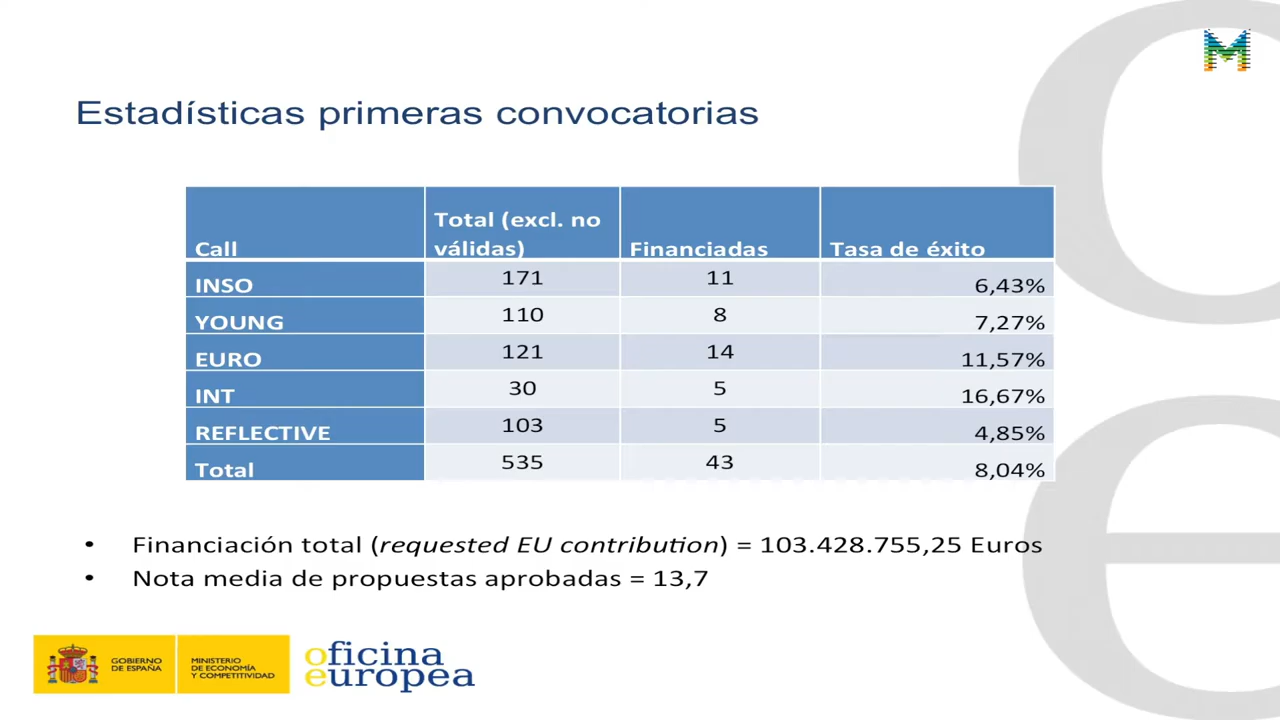 M
Estadísticas primeras convocatorias
Call Total (excl. no válidas) Financiadas Tasa de éxito
INSO 171 11 6,43%
YOUNG 110 8 7,27%
EURO 121 14 11,57%
INT 30 5 16,67%
REFLECTIVE 103 5 4,85%
Total 535 43 8,04%
• Financiación total (requested EU contribution) = 103.428.755,25 Euros
• Nota media de propuestas aprobadas = 13,7
GOBIERNO
DE ESPAÑA
MINISTERIO
DE ECONOMÍA
Y COMPETITIVIDAD
oficina
europea